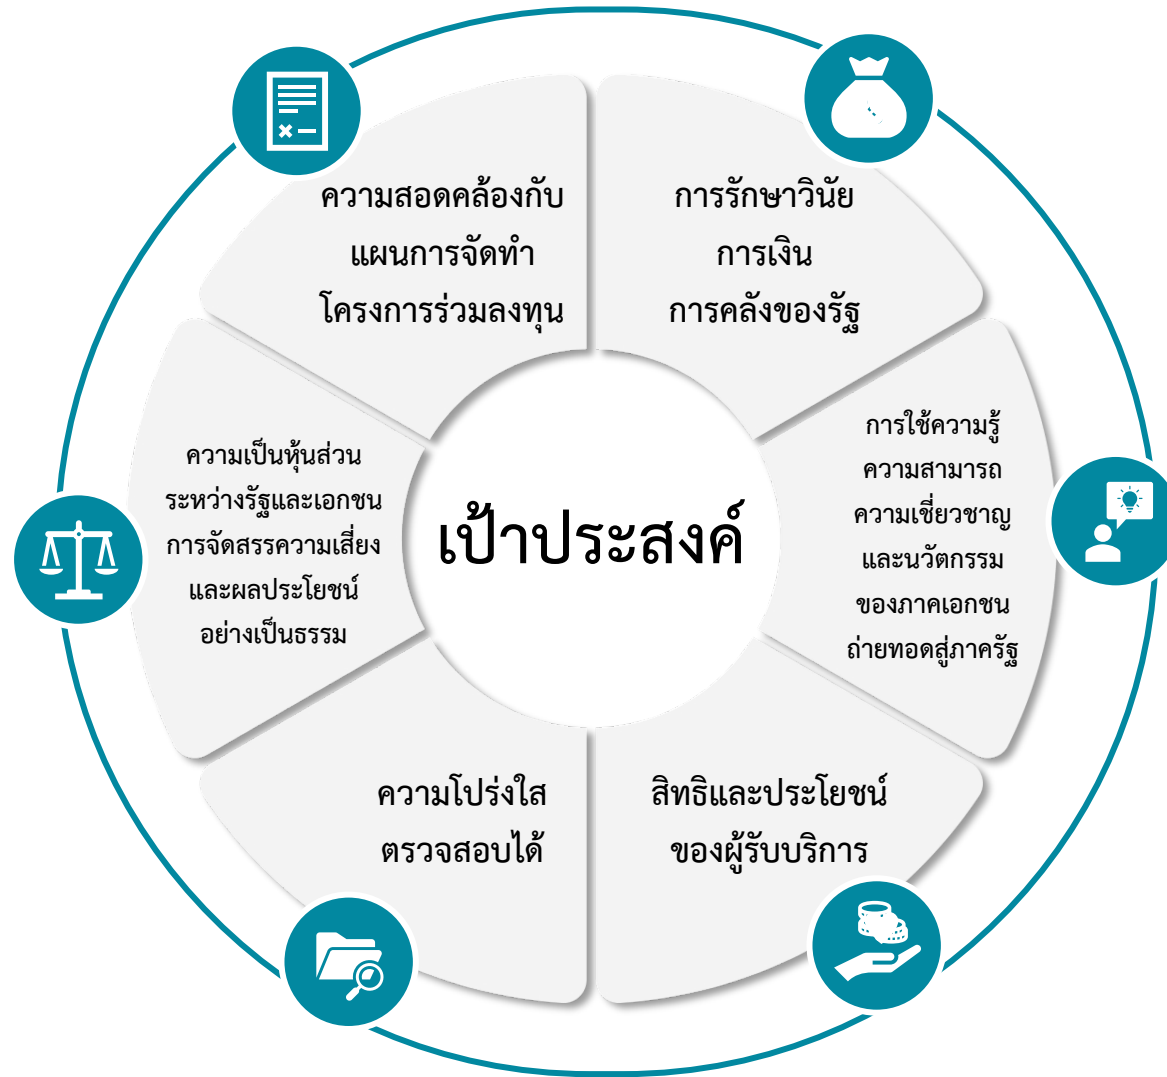 ความสอดคล้องกับ
แผนการจัดทำ
โครงการร่วมลงทุน
การรักษาวินัย
การเงิน
การคลังของรัฐ
ความเป็นหุ้นส่วน
ระหว่างรัฐและเอกชน
การจัดสรรความเสี่ยง
และผลประโยชน์
อย่างเป็นธรรม
เป้าประสงค์
การใช้ความรู้
ความสามารถ
ความเชี่ยวชาญ
และนวัตกรรม
ของภาคเอกชน
ถ่ายทอดสู่ภาครัฐ
ความโปร่งใส
ตรวจสอบได้
สิทธิและประโยชน์
ของผู้รับบริการ